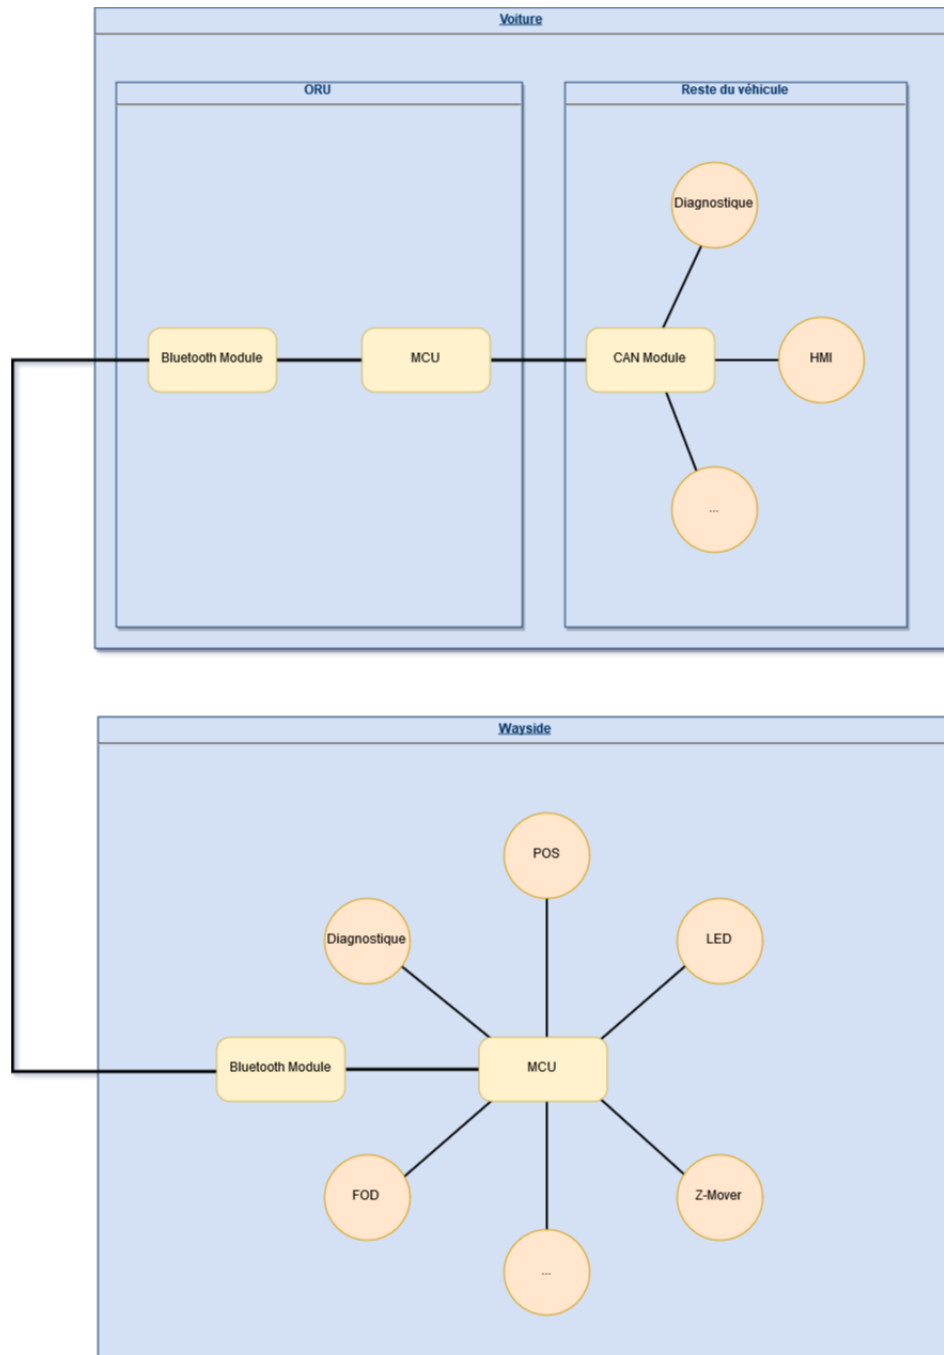 Voiture
ORU
Reste du véhicule
Diagnostique
Bluetooth Module
MCU
CAN Module
HMI
...
Wayside
POS
Diagnostique
LED
Bluetooth Module
MCU
FOD
Z-Mover
...